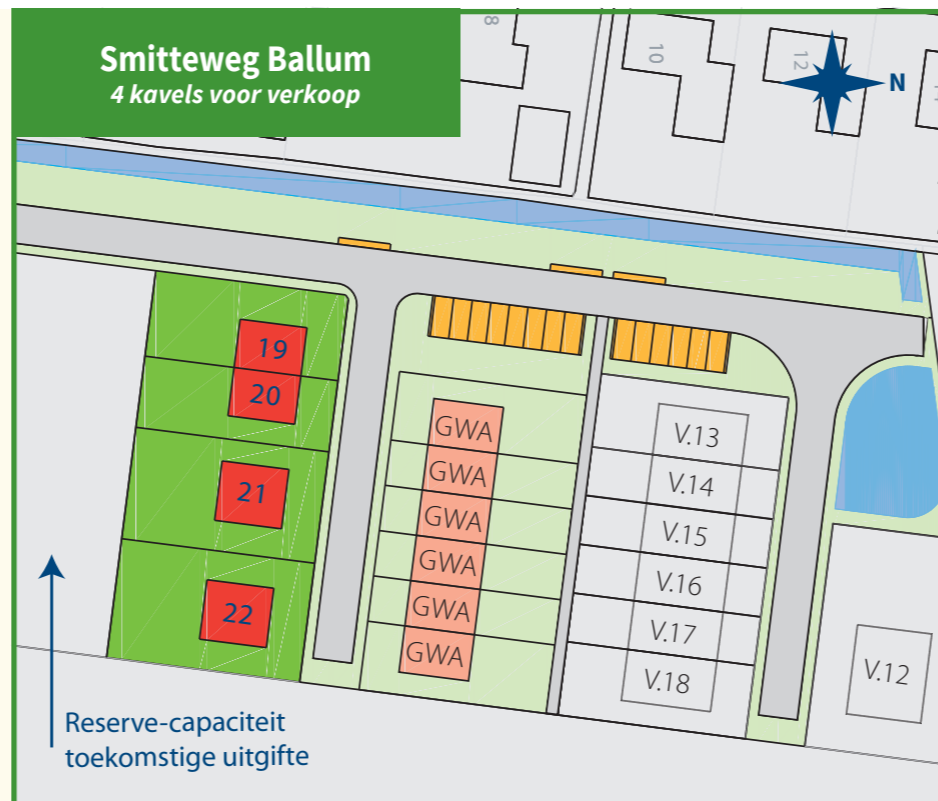 Smitteweg Ballum
4 kavels voor verkoop
8
10
12
N
19
20
21
22
GWA
GWA
GWA
GWA
GWA
GWA
V.13
V.14
V.15
V.16
V.17
V.18
V.12
Reserve-capaciteit
toekomstige uitgifte